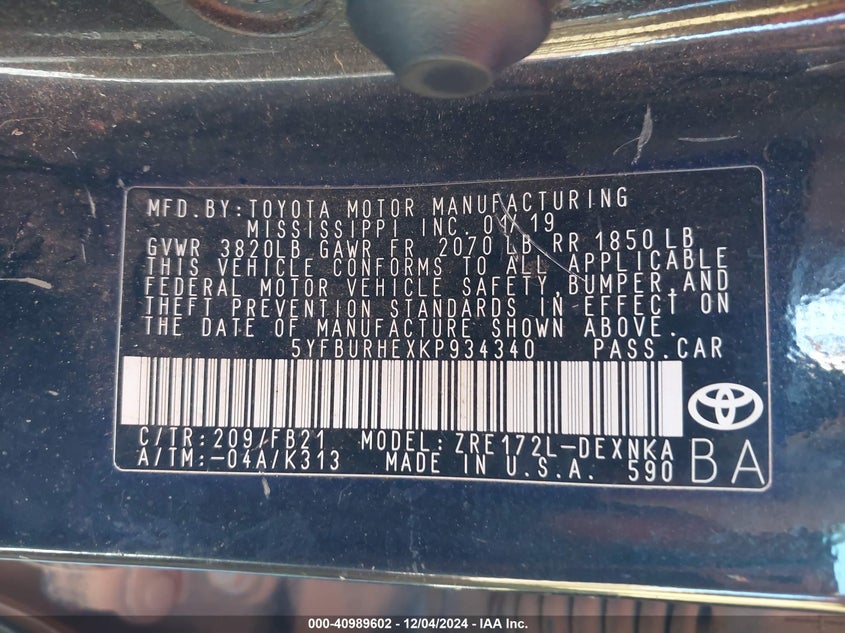 MFD.BY:TOYOTA MOTOR MANUFACTURING
MISSISSIPPI INC. 01/19
GVWR 3820LB GAWR FR 2070 LB RR 1850 LB
THIS VEHICLE CONFORMS TO ALL APPLICABLE
FEDERAL MOTOR VEHICLE SAFETY,BUMPER,AND
THEFT PREVENTION STANDARDS IN EFFECT ON
THE DATE OF MANUFACTURE SHOWN ABOVE.
5YFBURHEXKP934340 PASS.CAR
C/TR:209/FB21 MODEL:ZRE172L-DEXNKA
A/TM:-04A/K313 MADE IN U.S.A. 590
BA
000-40989602 - 12/04/2024 - IAA Inc.